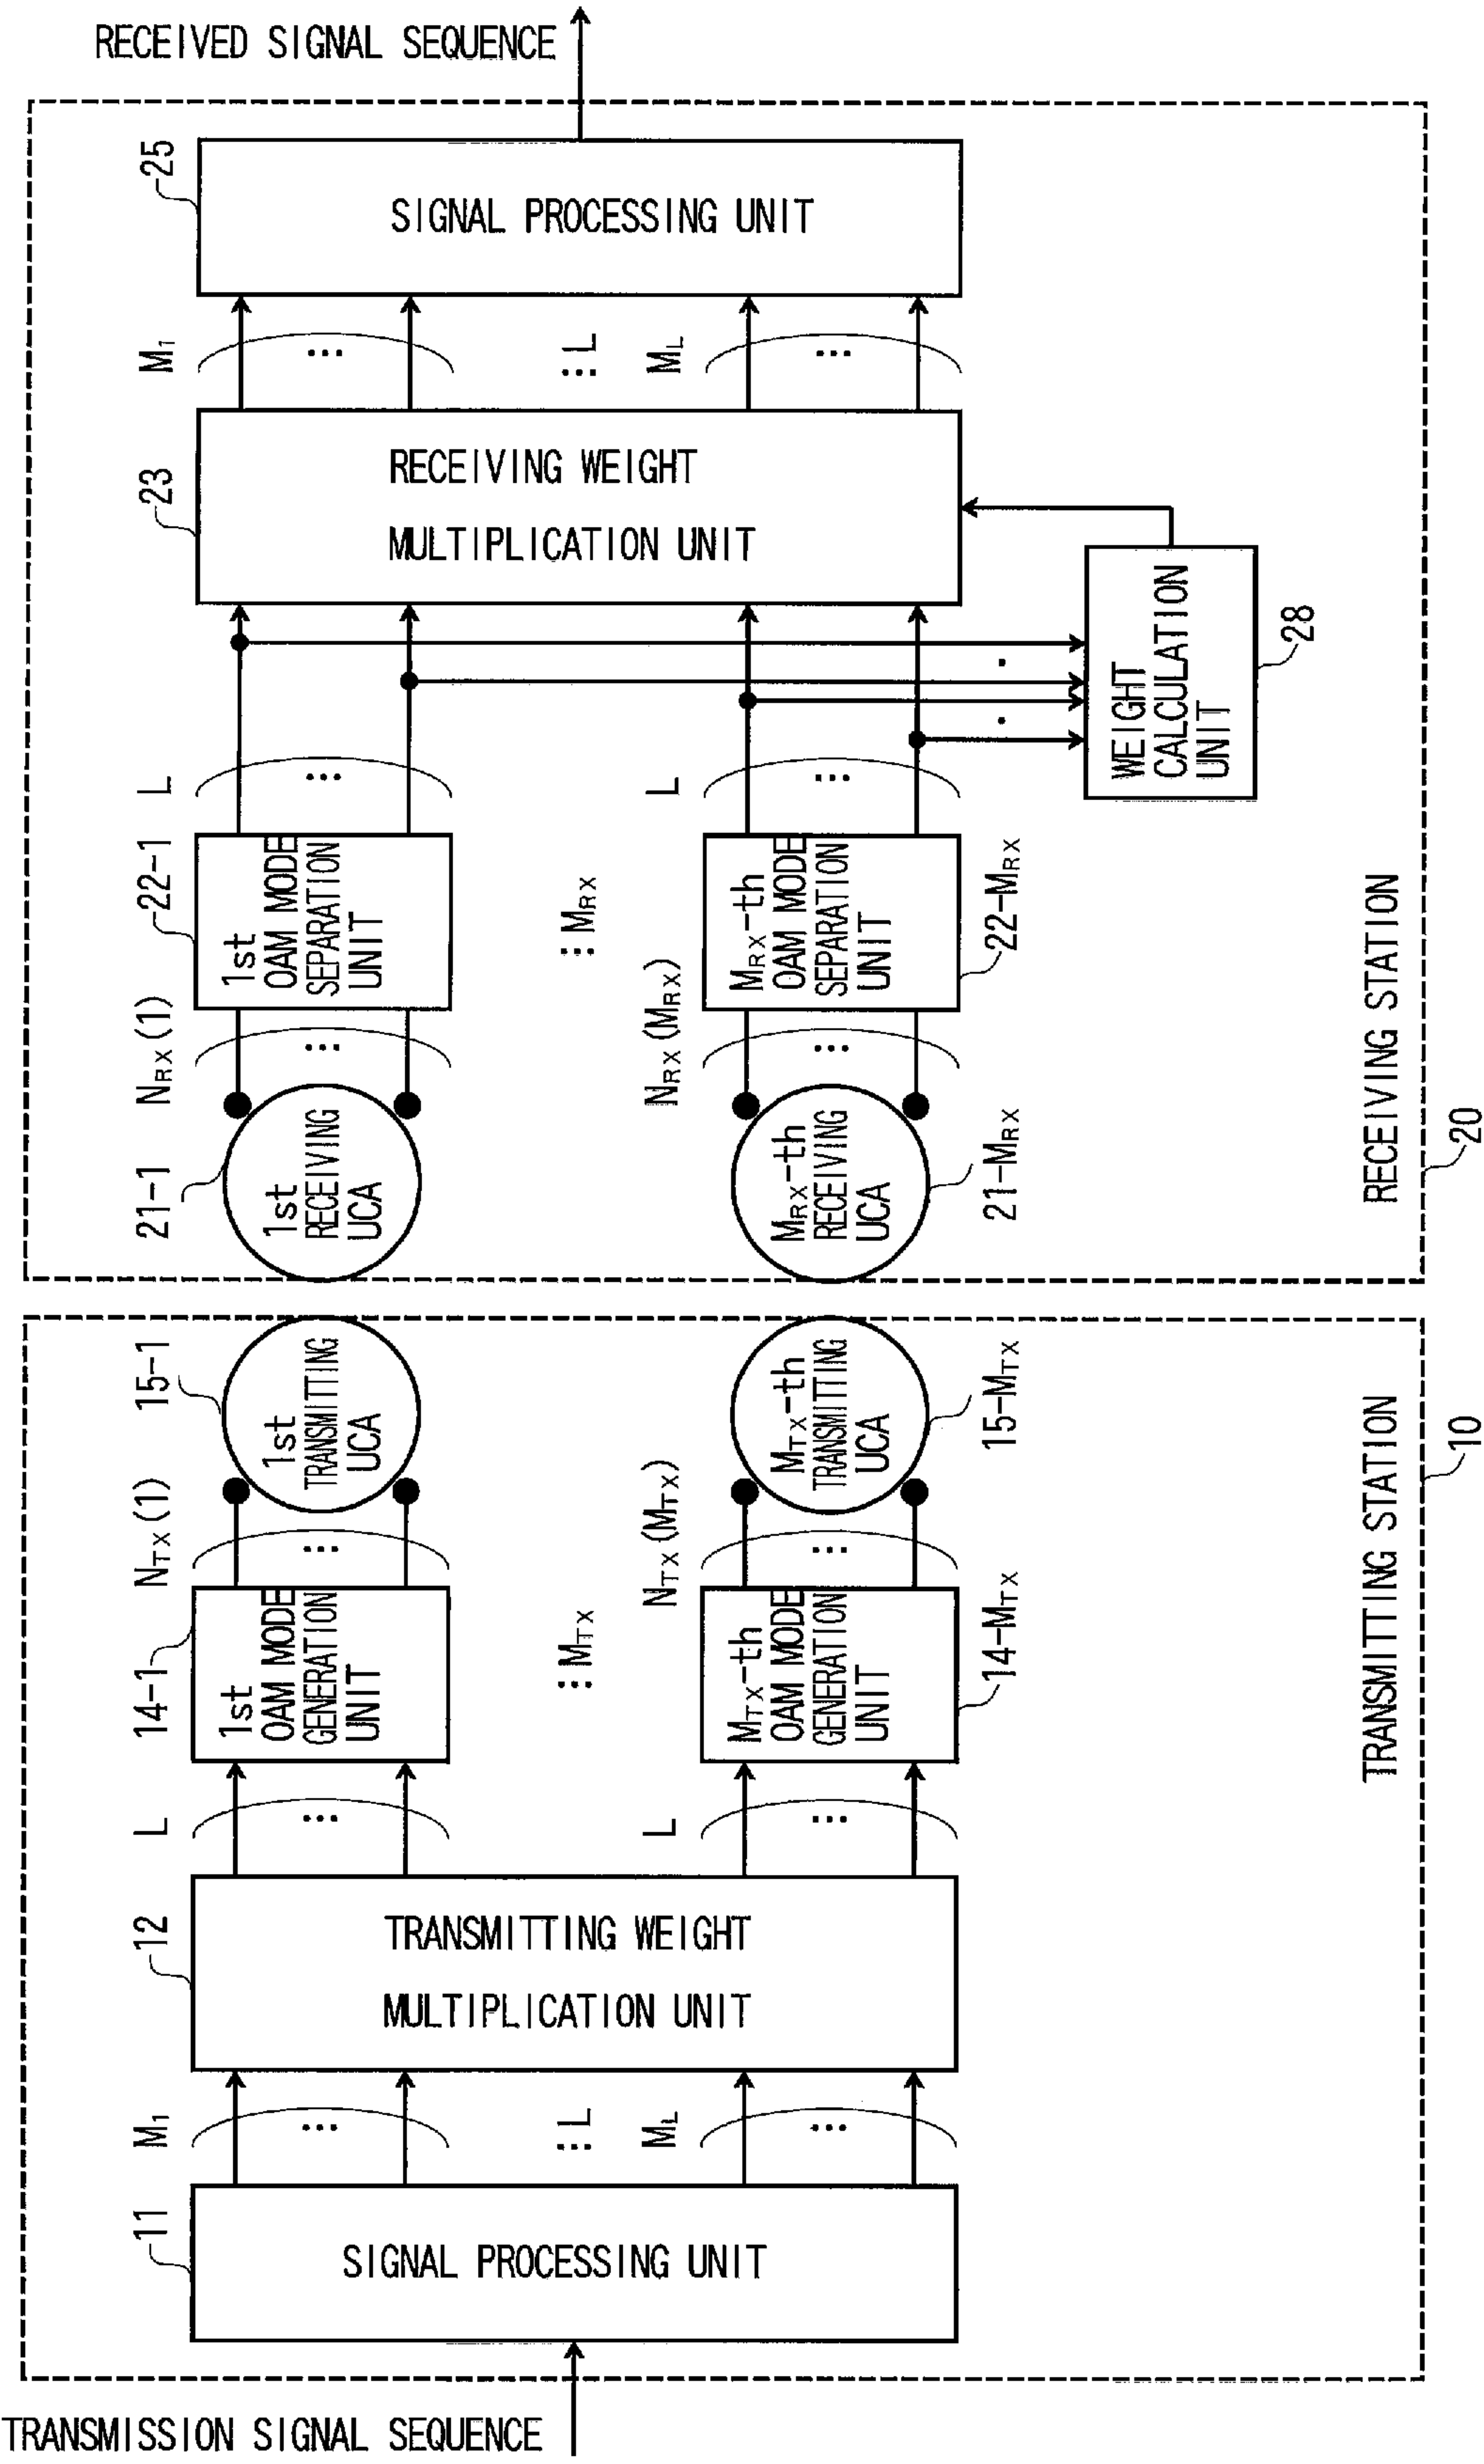 TRANSMISSION SIGNAL SEQUENCE
11
SIGNAL PROCESSING UNIT
M1
⋮L
ML
12
TRANSMITTING WEIGHT
MULTIPLICATION UNIT
L
L
14-1
1st
OAM MODE
GENERATION
UNIT
⋮MTX
MTX-th
OAM MODE
GENERATION
UNIT
14-MTX
NTX(1)
NTX(MTX)
15-1
1st
TRANSMITTING
UCA
MTX-th
TRANSMITTING
UCA
15-MTX
TRANSMITTING STATION
10
21-1
1st
RECEIVING
UCA
MRX-th
RECEIVING
UCA
21-MRX
NRX(1)
NRX(MRX)
22-1
1st
OAM MODE
SEPARATION
UNIT
⋮MRX
MRX-th
OAM MODE
SEPARATION
UNIT
22-MRX
L
L
23
RECEIVING WEIGHT
MULTIPLICATION UNIT
WEIGHT
CALCULATION
UNIT
28
M1
⋮L
ML
25
SIGNAL PROCESSING UNIT
RECEIVING STATION
20
RECEIVED SIGNAL SEQUENCE